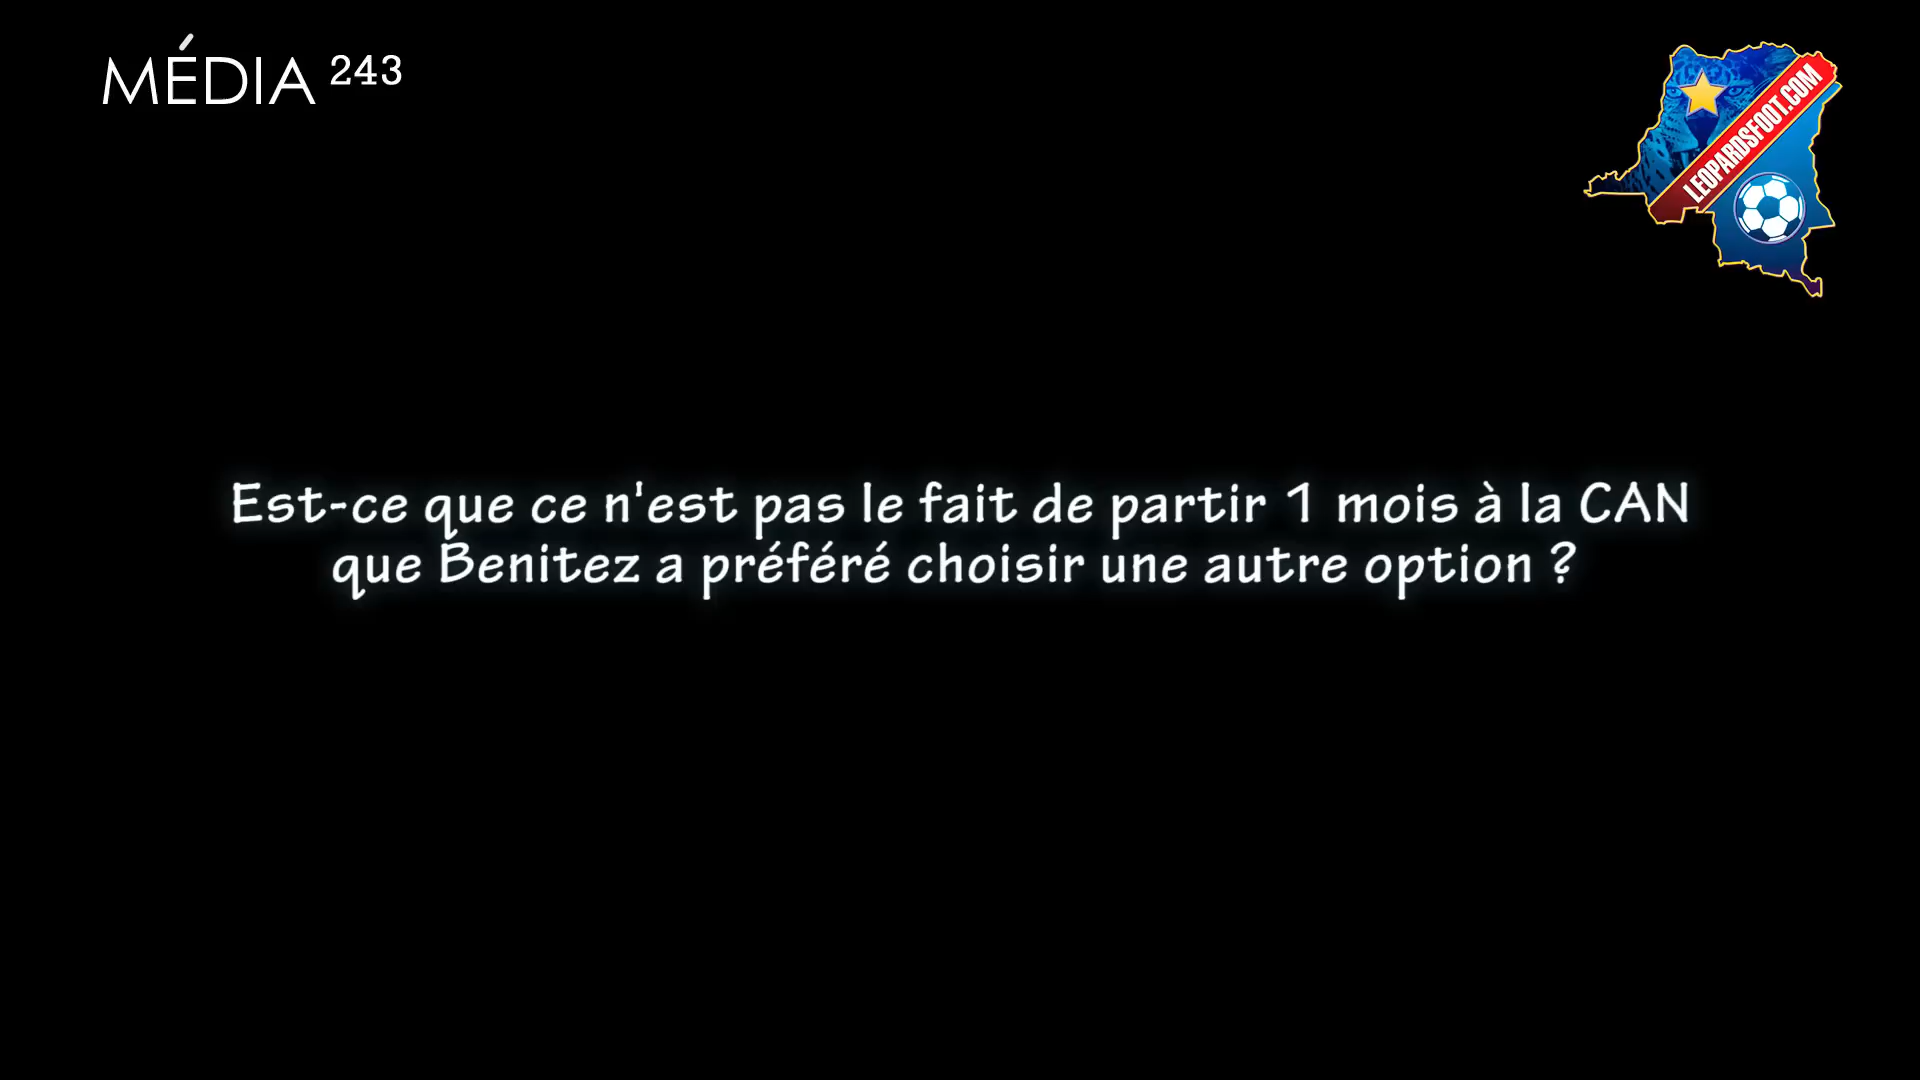 MÉDIA 243
LEOPARDSFOOT.COM
Est-ce que ce n'est pas le fait de partir 1 mois à la CAN
que Benitez a préféré choisir une autre option ?